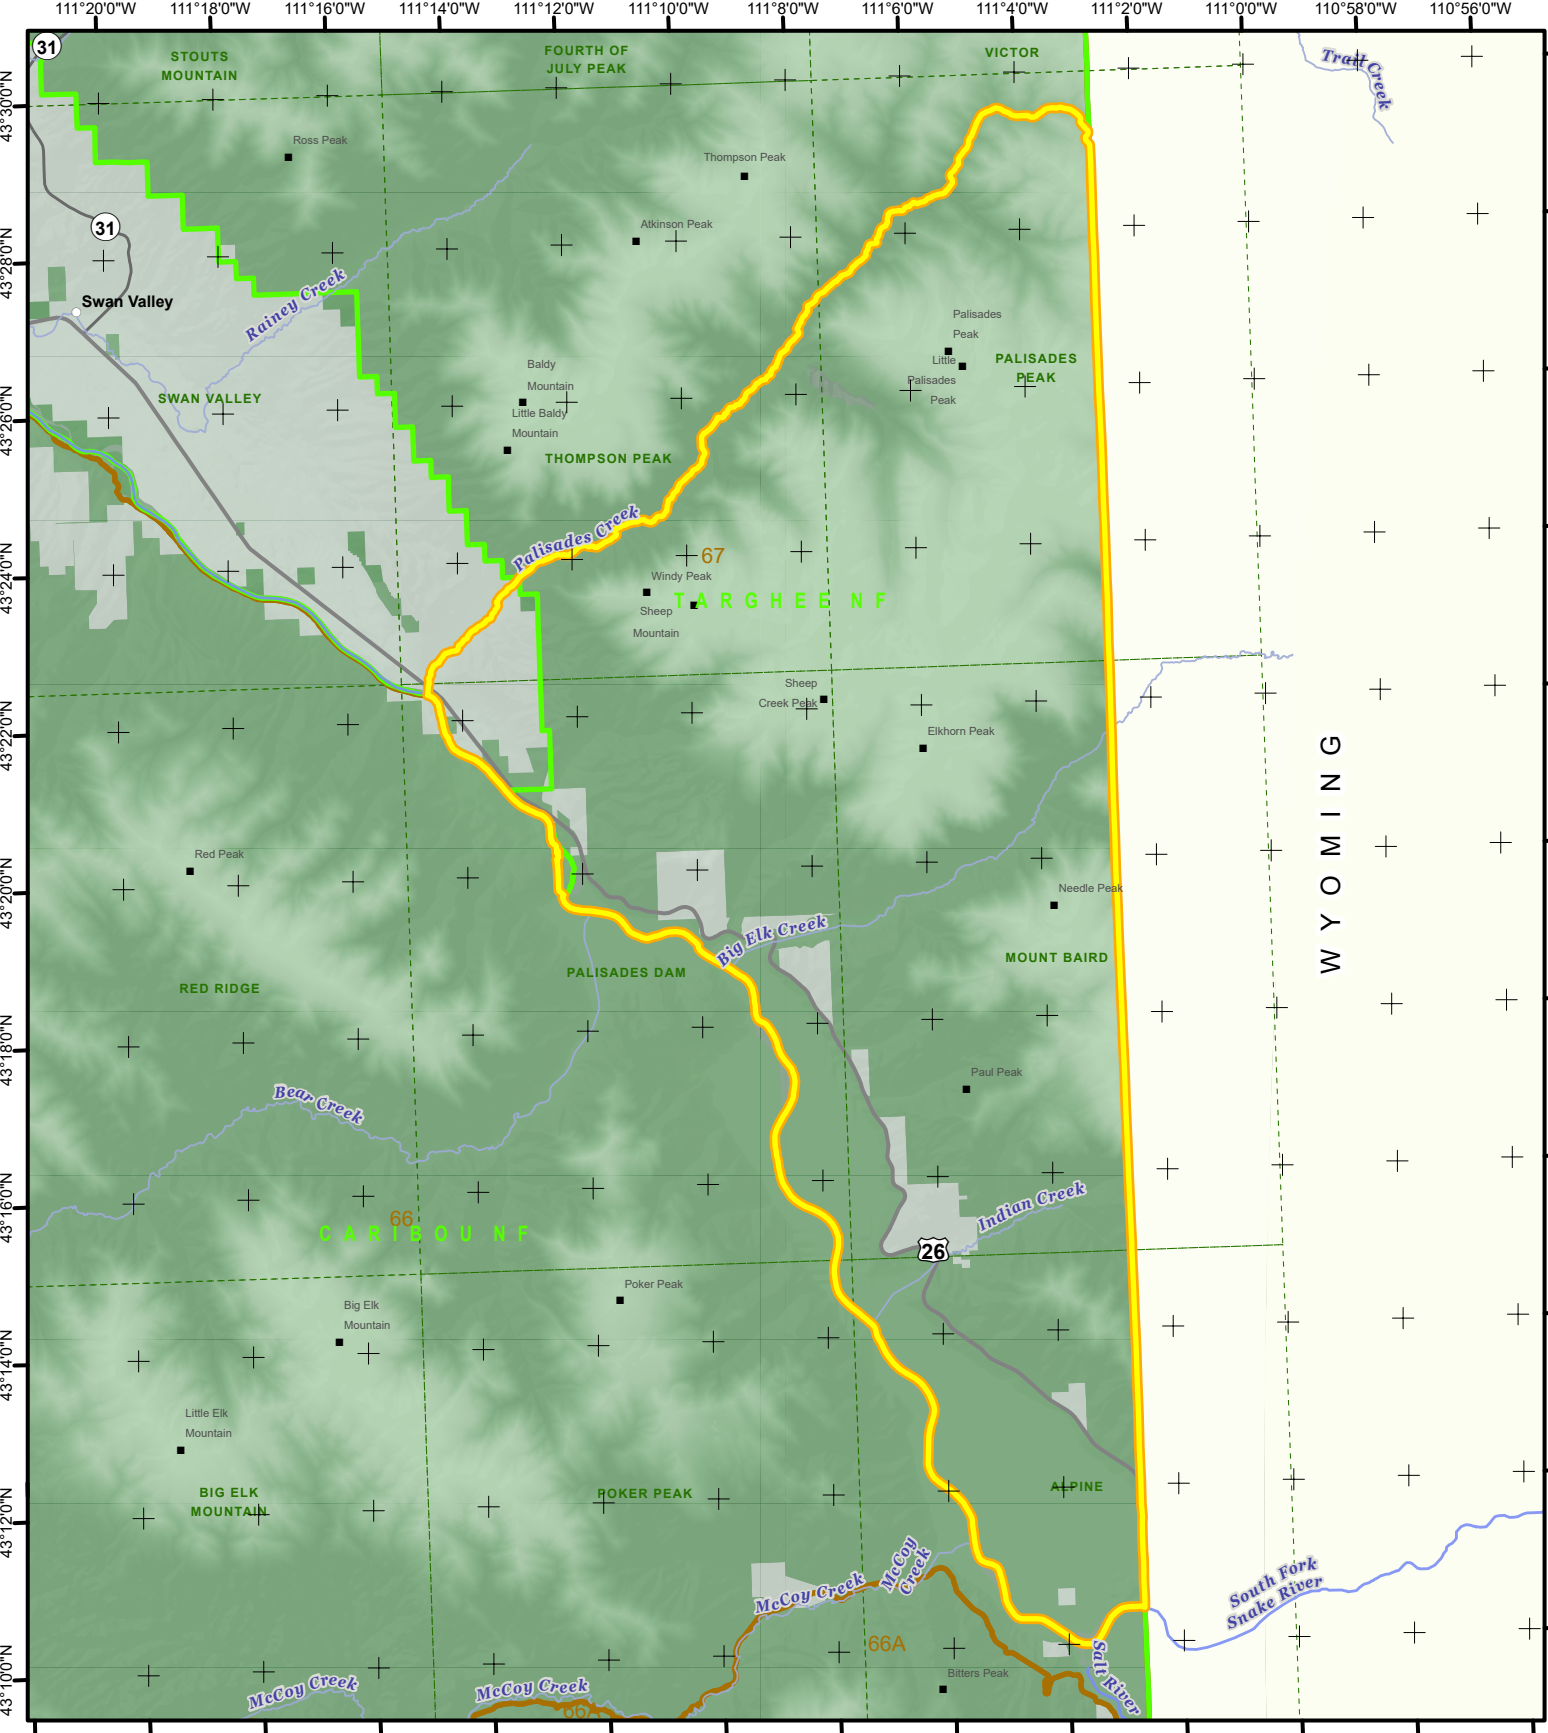 111°20'0"W 111°18'0"W 111°16'0"W 111°14'0"W 111°12'0"W 111°10'0"W 111°8'0"W 111°6'0"W 111°4'0"W 111°2'0"W 111°0'0"W 110°58'0"W 110°56'0"W
31
STOUTS
MOUNTAIN
FOURTH OF
JULY PEAK
VICTOR
Trail Creek
43°30'0"N
Ross Peak
Thompson Peak
31
Atkinson Peak
43°28'0"N
Swan Valley
Rainey Creek
Palisades
Peak
Little
Palisades
Peak
PALISADES
PEAK
Baldy
Mountain
Little Baldy
Mountain
SWAN VALLEY
43°26'0"N
THOMPSON PEAK
Palisades Creek
67
43°24'0"N
Windy Peak
TARGHEE NF
Sheep
Mountain
Sheep
Creek Peak
43°22'0"N
Elkhorn Peak
WYOMING
Red Peak
43°20'0"N
Needle Peak
Big Elk Creek
MOUNT BAIRD
PALISADES DAM
RED RIDGE
43°18'0"N
Paul Peak
Bear Creek
43°16'0"N
Indian Creek
66
CARIBOU NF
26
Poker Peak
Big Elk
Mountain
43°14'0"N
Little Elk
Mountain
BIG ELK
MOUNTAIN
POKER PEAK
ALPINE
43°12'0"N
McCoy
Creek
McCoy Creek
South Fork
Snake River
66A
43°10'0"N
Bitters Peak
Salt River
McCoy Creek
McCoy Creek
66A